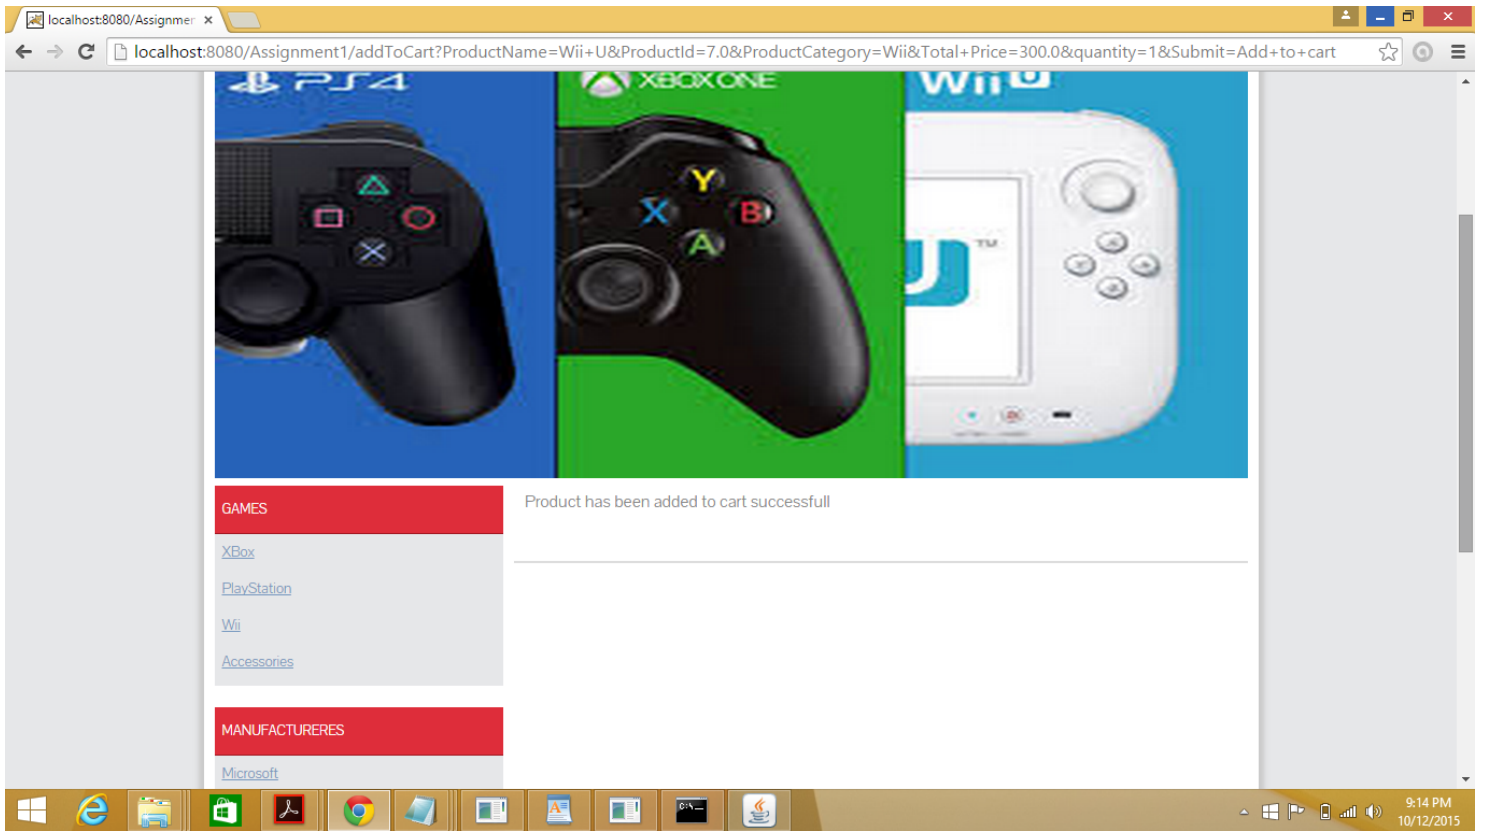 localhost:8080/Assignmer
localhost:8080/Assignment1/addToCart?ProductName=Wii+U&ProductId=7.0&ProductCategory=Wii&Total+Price=300.0&quantity=1&Submit=Add+to+cart
PS4
XBOX ONE
Wii U
Y
X
B
A
U
TM
GAMES
Product has been added to cart successfull
XBox
PlayStation
Wii
Accessories
MANUFACTURERES
Microsoft
9:14 PM
10/12/2015